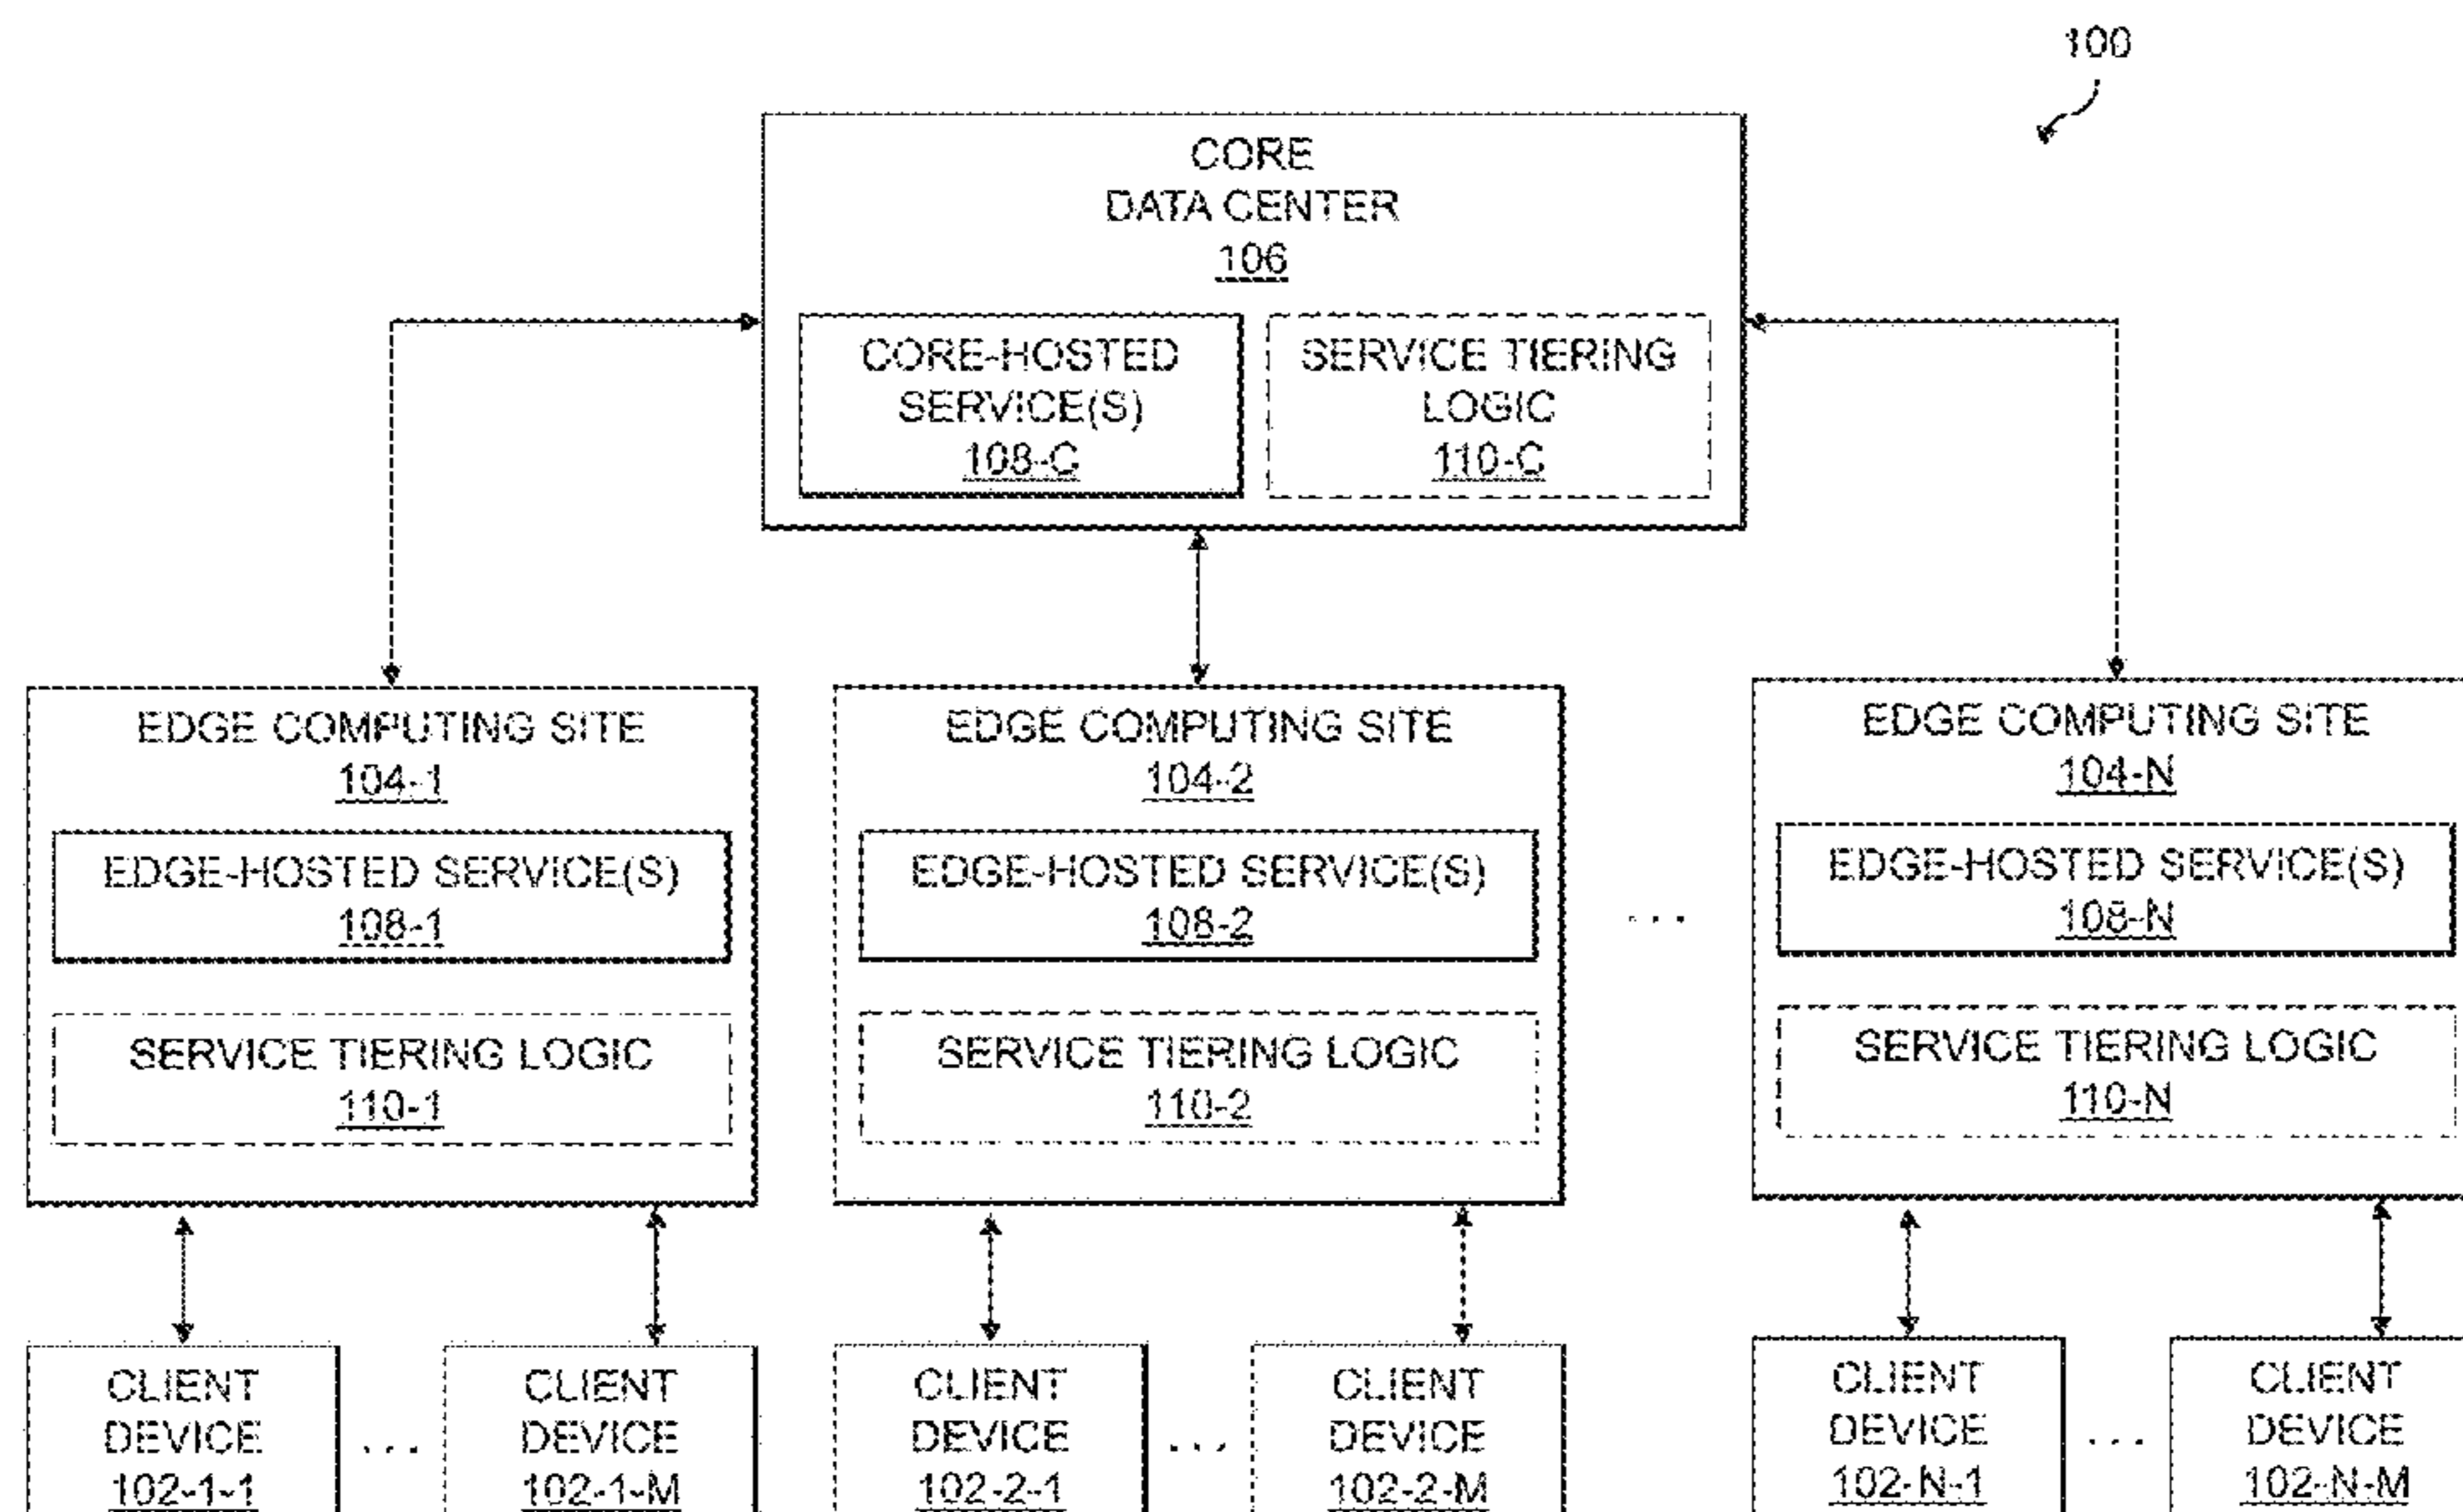 100
CORE
DATA CENTER
106
CORE-HOSTED
SERVICE(S)
108-C
SERVICE TIERING
LOGIC
110-C
EDGE COMPUTING SITE
104-1
EDGE-HOSTED SERVICE(S)
108-1
SERVICE TIERING LOGIC
110-1
EDGE COMPUTING SITE
104-2
EDGE-HOSTED SERVICE(S)
108-2
SERVICE TIERING LOGIC
110-2
...
EDGE COMPUTING SITE
104-N
EDGE-HOSTED SERVICE(S)
108-N
SERVICE TIERING LOGIC
110-N
CLIENT
DEVICE
102-1-1
...
CLIENT
DEVICE
102-1-M
CLIENT
DEVICE
102-2-1
...
CLIENT
DEVICE
102-2-M
CLIENT
DEVICE
102-N-1
...
CLIENT
DEVICE
102-N-M